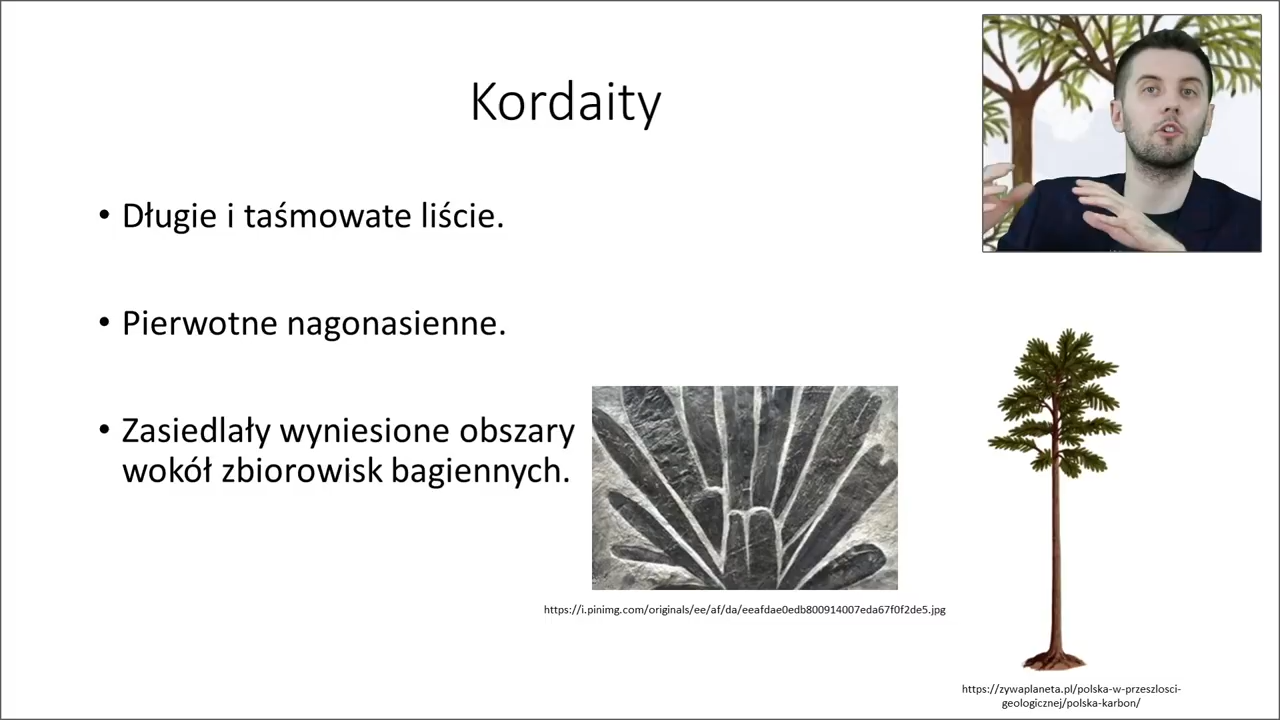 Kordaity
• Długie i taśmowate liście.
• Pierwotne nagonasienne.
• Zasiedlały wyniesione obszary
wokół zbiorowisk bagiennych.
https://i.pinimg.com/originals/ee/af/da/eeafdae0edb800914007eda67f0f2de5.jpg
https://zywaplaneta.pl/polska-w-przeszlosci-
geologicznej/polska-karbon/